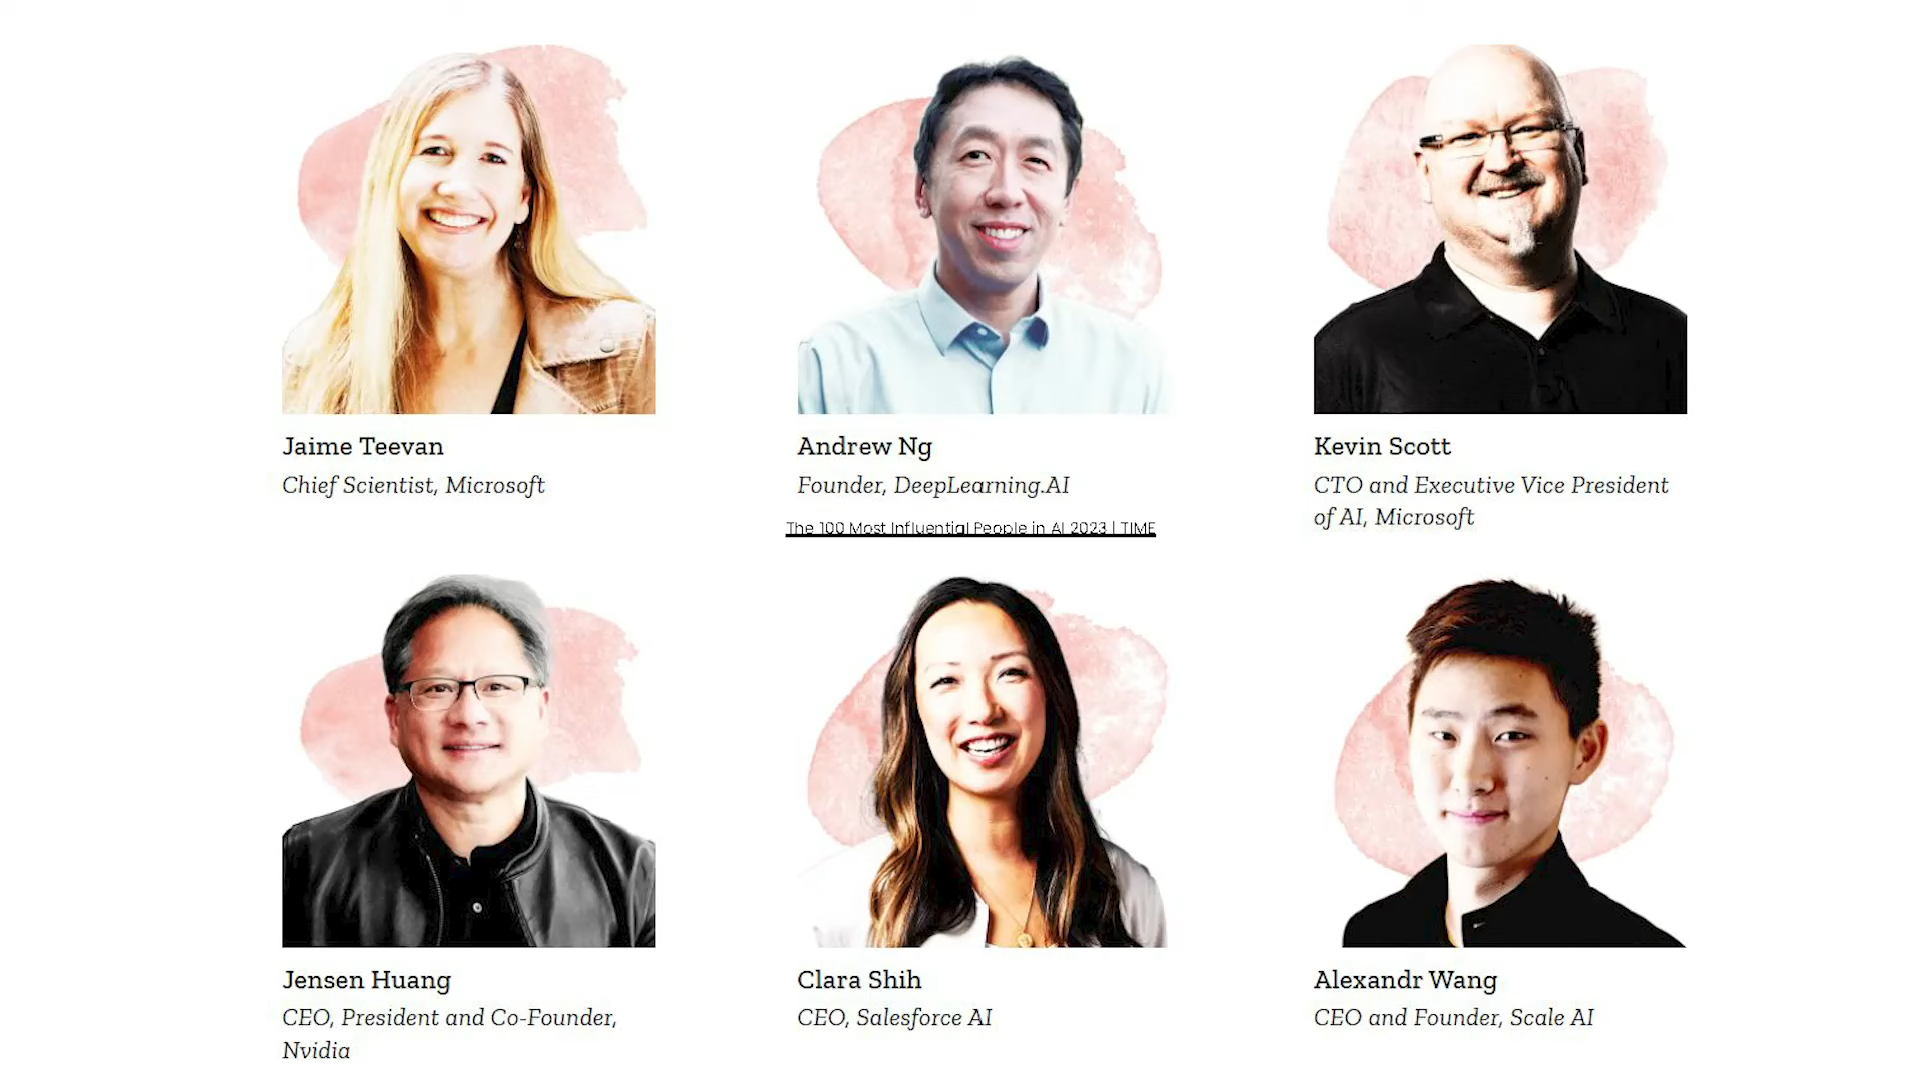 Jaime Teevan
Chief Scientist, Microsoft
Andrew Ng
Founder, DeepLearning.AI
Kevin Scott
CTO and Executive Vice President
of AI, Microsoft
The 100 Most Influential People in AI 2023 | TIME
Jensen Huang
CEO, President and Co-Founder,
Nvidia
Clara Shih
CEO, Salesforce AI
Alexandr Wang
CEO and Founder, Scale AI